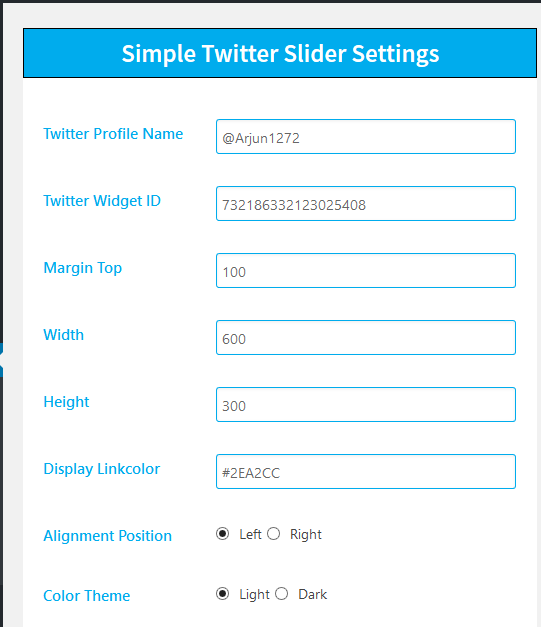 Simple Twitter Slider Settings
Twitter Profile Name @Arjun1272
Twitter Widget ID 732186332123025408
Margin Top 100
Width 600
Height 300
Display Linkcolor #2EA2CC
Alignment Position Left Right
Color Theme Light Dark